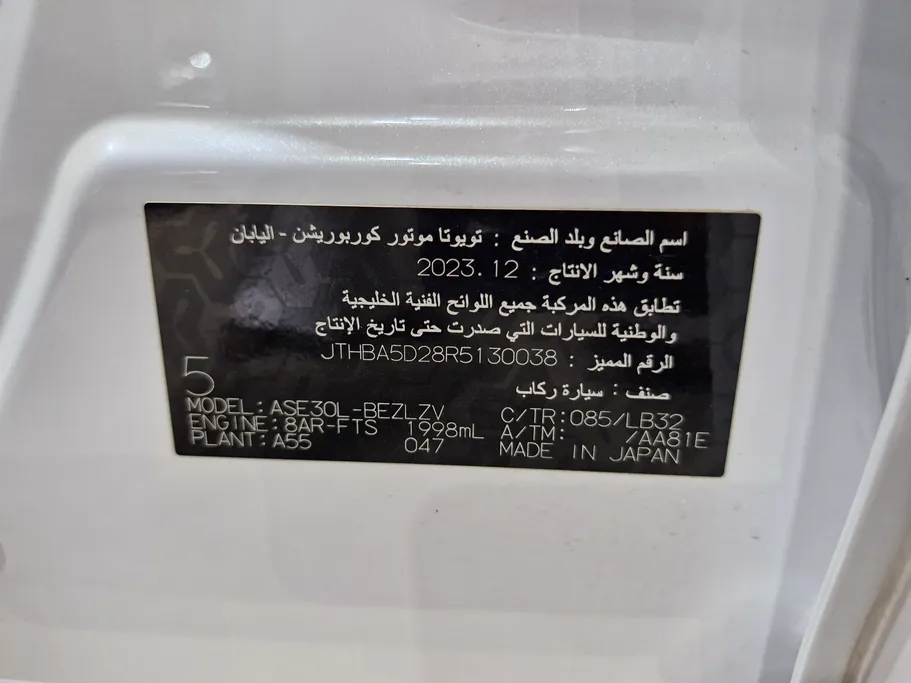 اسم الصانع وبلد الصنع : تويوتا موتور كوربوريشن - اليابان
سنة وشهر الانتاج : 2023.12
تطابق هذه المركبة جميع اللوائح الفنية الخليجية
والوطنية للسيارات التي صدرت حتى تاريخ الإنتاج
الرقم المميز : JTHBA5D28R5130038
صنف : سيارة ركاب
5
MODEL:ASE30L-BEZLZV C/TR:085/LB32
ENGINE:8AR-FTS 1998mL A/TM: /AA81E
PLANT:A55 047 MADE IN JAPAN